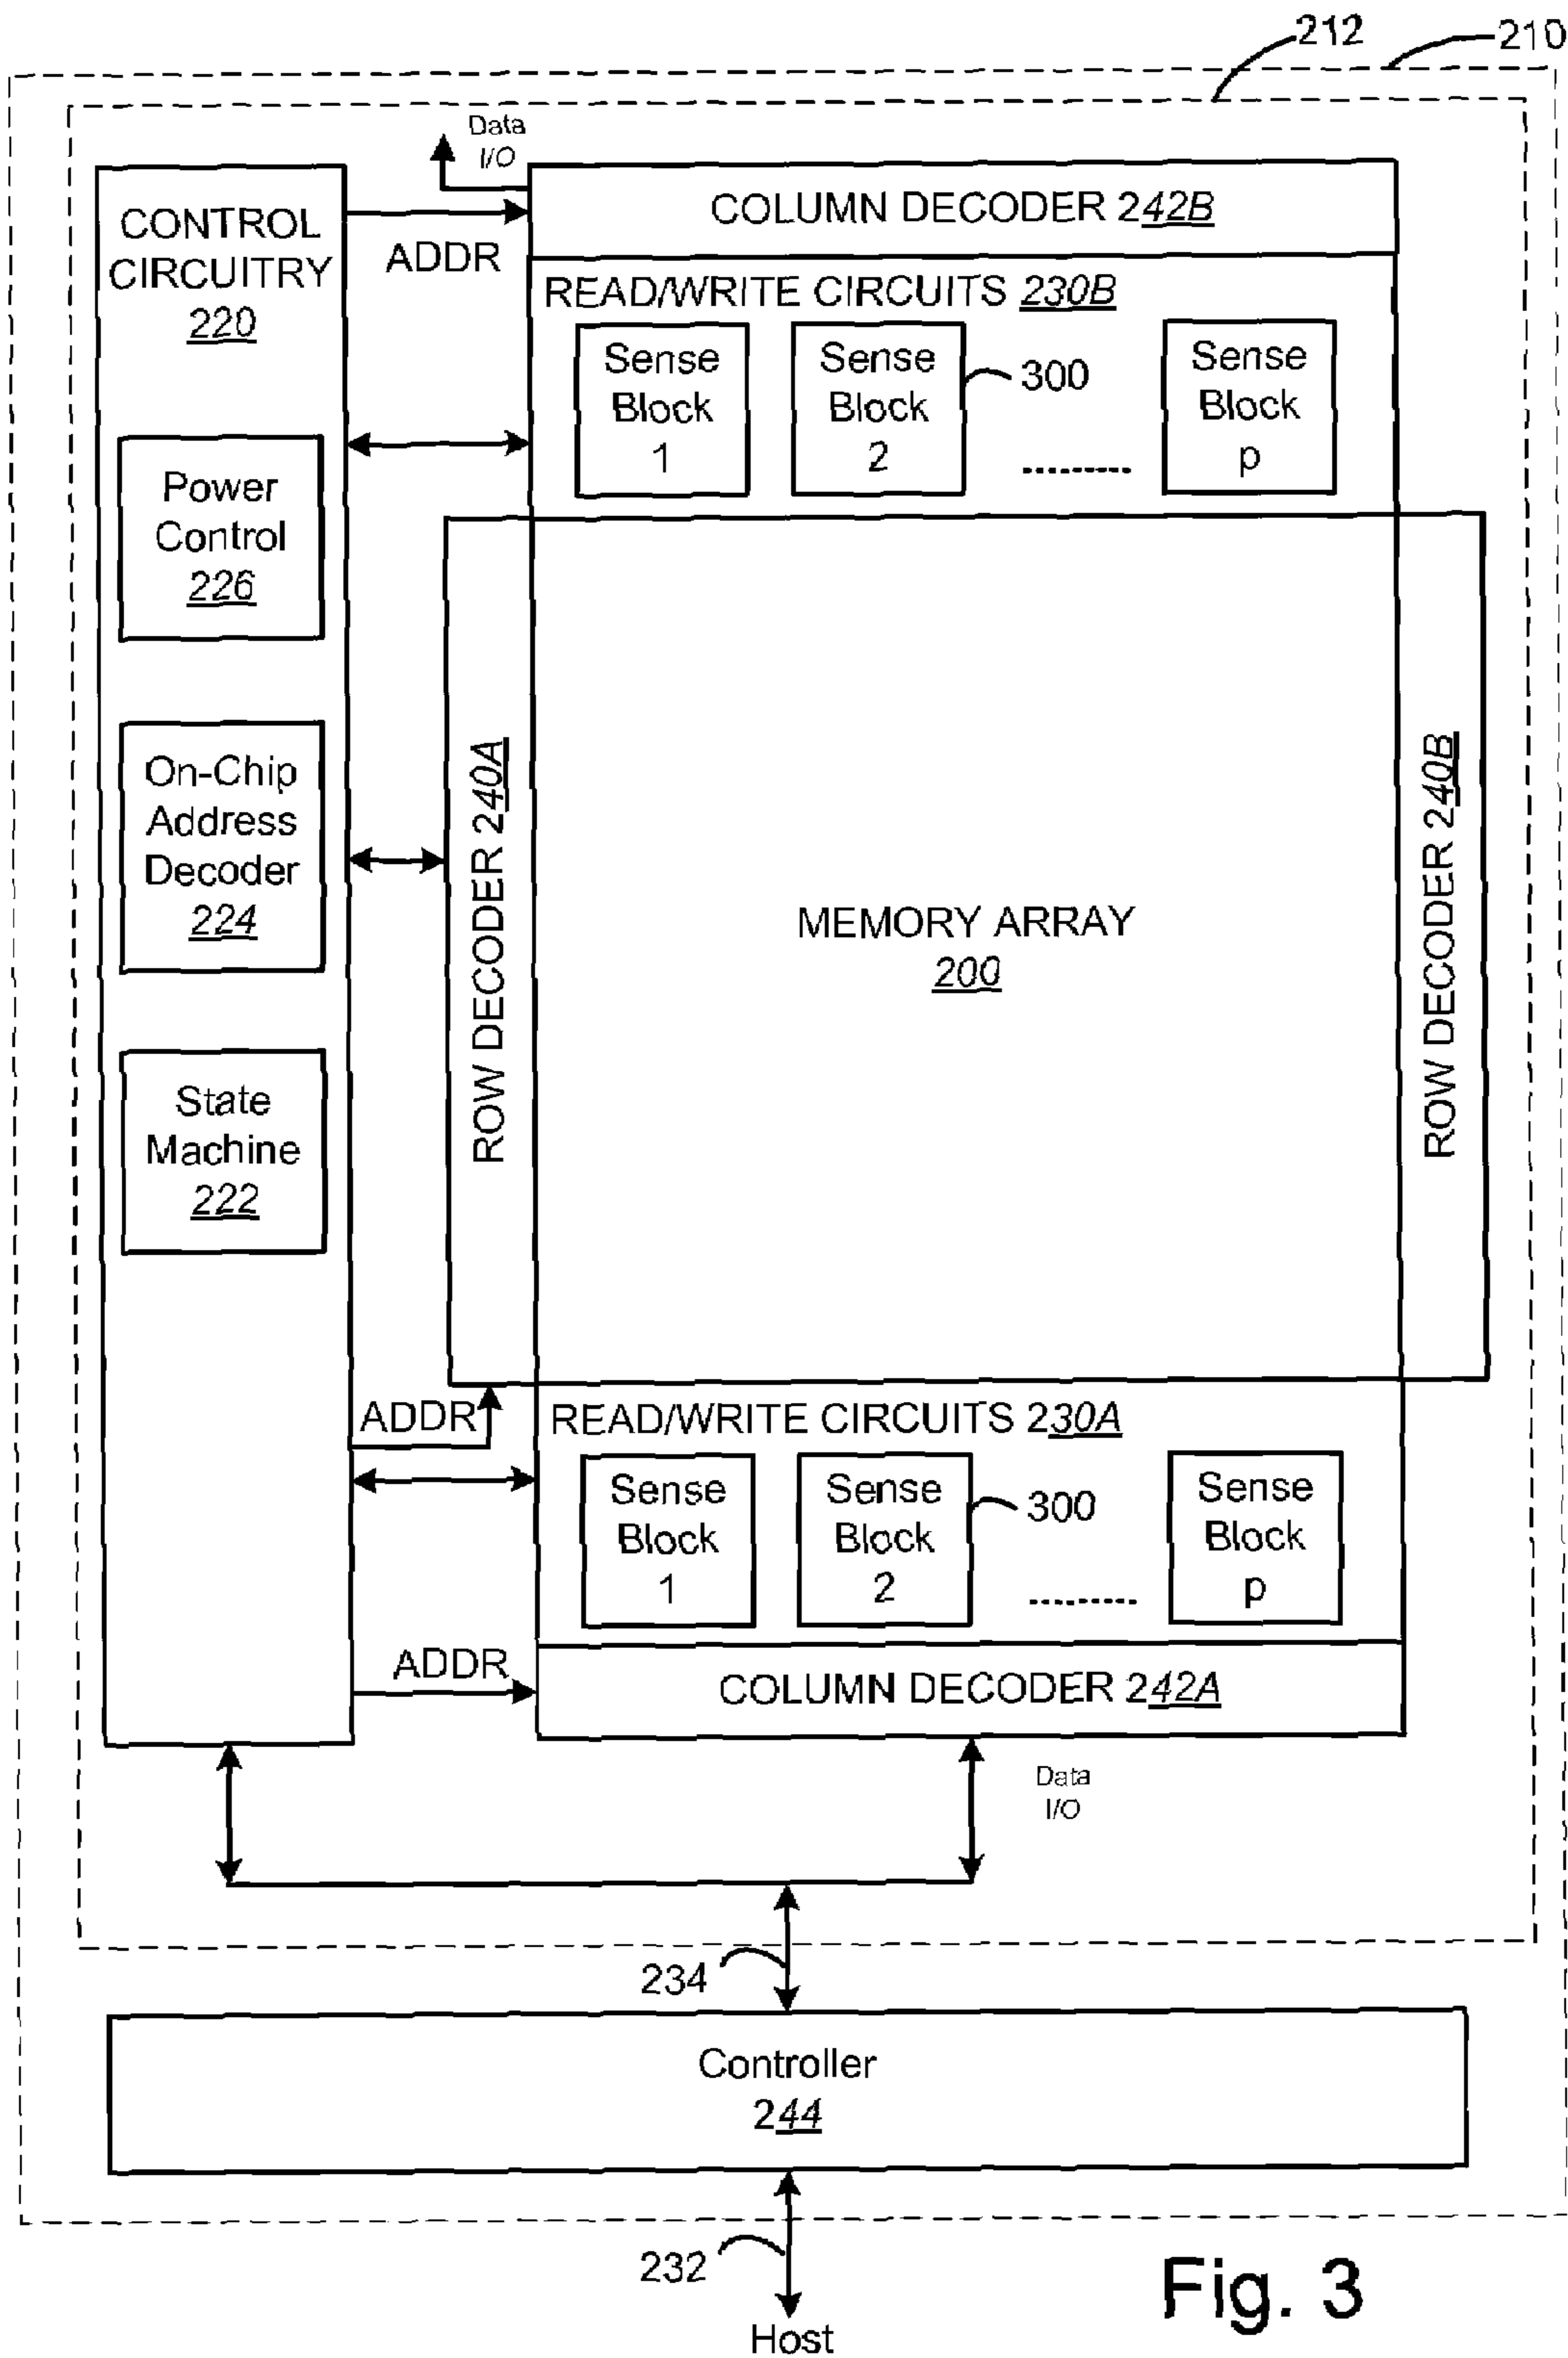 212
210
Data
I/O
CONTROL
CIRCUITRY
220
ADDR
COLUMN DECODER 242B
READ/WRITE CIRCUITS 230B
Sense
Block
1
Sense
Block
2
300
.........
Sense
Block
p
Power
Control
226
On-Chip
Address
Decoder
224
State
Machine
222
ROW DECODER 240A
MEMORY ARRAY
200
ROW DECODER 240B
ADDR
READ/WRITE CIRCUITS 230A
Sense
Block
1
Sense
Block
2
300
.........
Sense
Block
p
ADDR
COLUMN DECODER 242A
Data
I/O
234
Controller
244
232
Host
Fig. 3